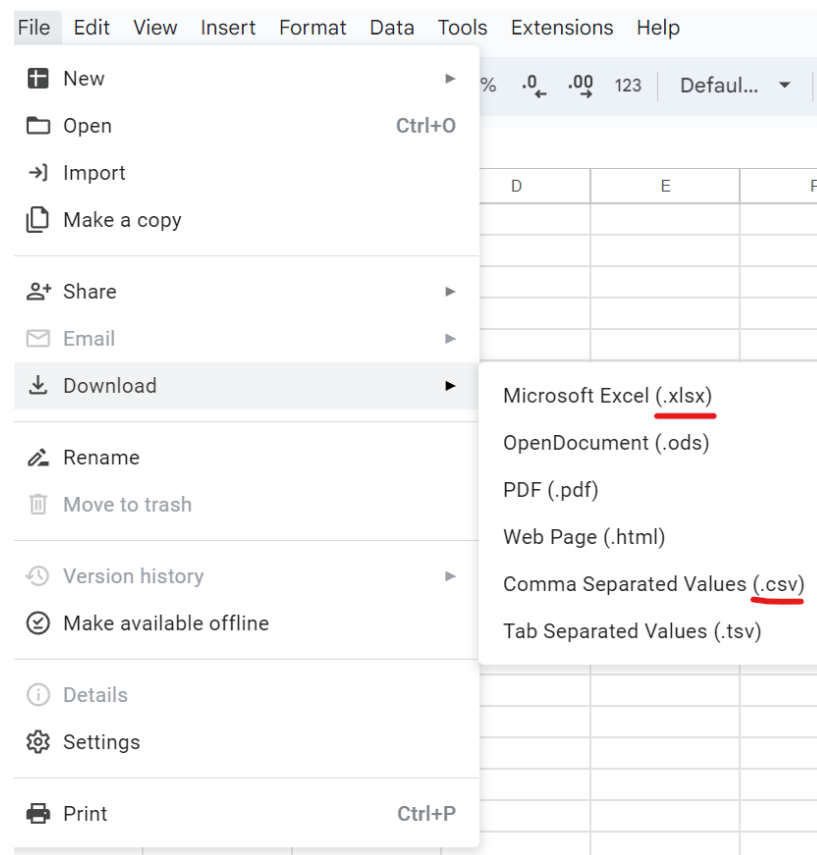 File Edit View Insert Format Data Tools Extensions Help
New
% .0 .00 123 Defaul...
Open Ctrl+O
Import
D E F
Make a copy
Share
Email
Download
Microsoft Excel (.xlsx)
OpenDocument (.ods)
PDF (.pdf)
Web Page (.html)
Comma Separated Values (.csv)
Tab Separated Values (.tsv)
Rename
Move to trash
Version history
Make available offline
Details
Settings
Print Ctrl+P